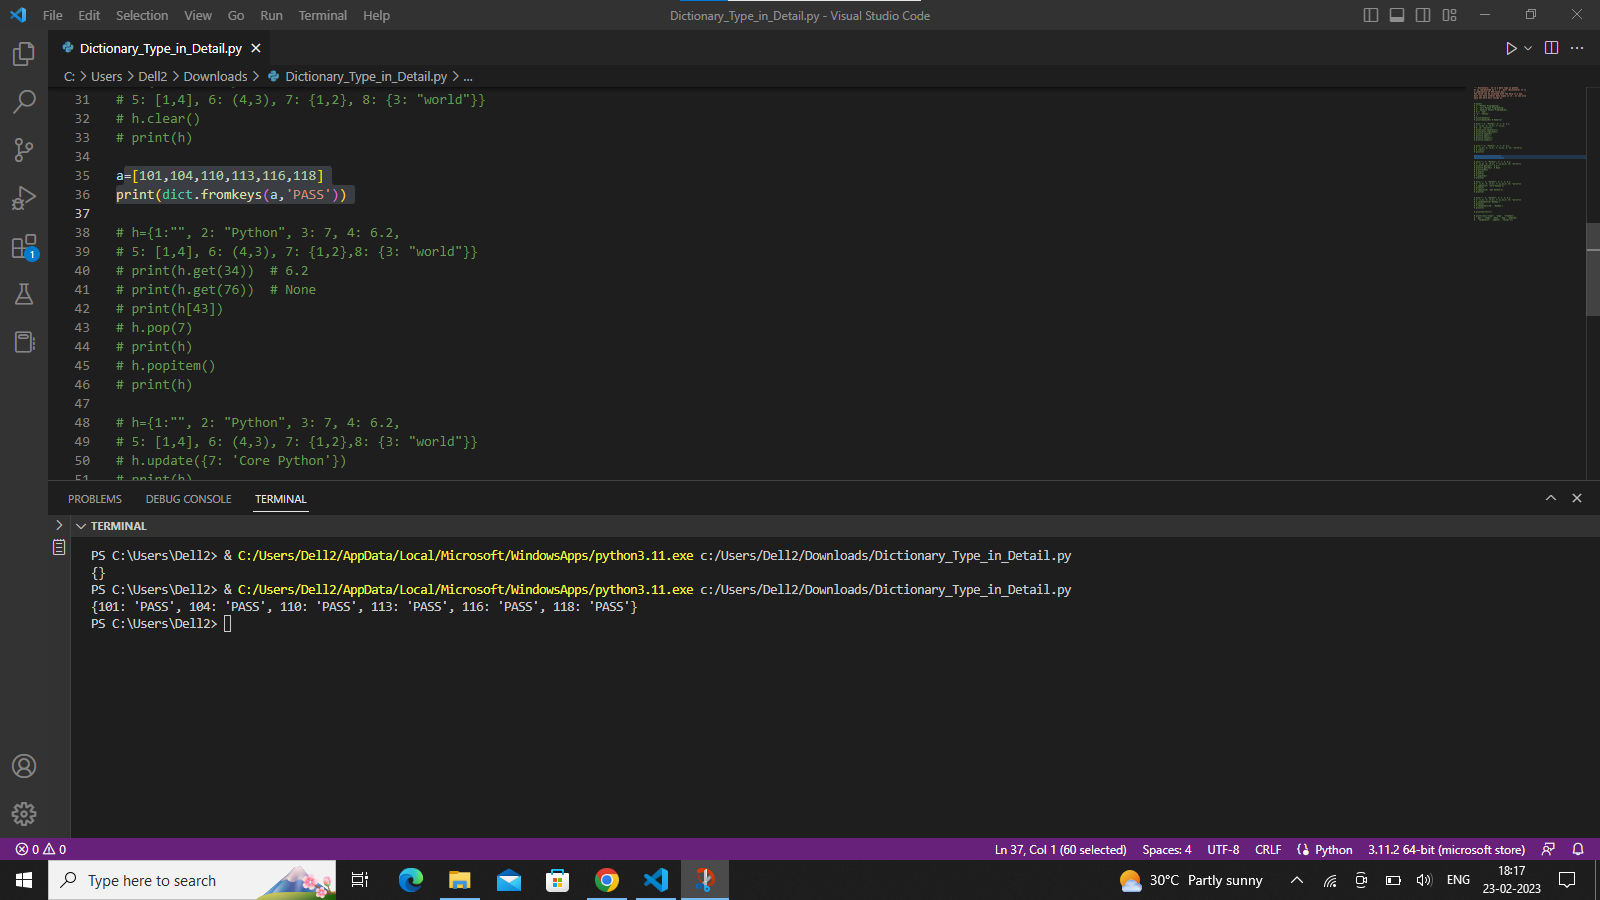 File Edit Selection View Go Run Terminal Help
Dictionary_Type_in_Detail.py - Visual Studio Code
Dictionary_Type_in_Detail.py
C: > Users > Dell2 > Downloads > Dictionary_Type_in_Detail.py > ...
31 # 5: [1,4], 6: (4,3), 7: {1,2}, 8: {3: "world"}}
32 # h.clear()
33 # print(h)
34
35 a=[101,104,110,113,116,118]
36 print(dict.fromkeys(a,'PASS'))
37
38 # h={1:"", 2: "Python", 3: 7, 4: 6.2,
39 # 5: [1,4], 6: (4,3), 7: {1,2},8: {3: "world"}}
40 # print(h.get(34))  # 6.2
41 # print(h.get(76))  # None
42 # print(h[43])
43 # h.pop(7)
44 # print(h)
45 # h.popitem()
46 # print(h)
47
48 # h={1:"", 2: "Python", 3: 7, 4: 6.2,
49 # 5: [1,4], 6: (4,3), 7: {1,2},8: {3: "world"}}
50 # h.update({7: 'Core Python'})
51 # print(h)
1
PROBLEMS DEBUG CONSOLE TERMINAL
TERMINAL
PS C:\Users\Dell2> & C:/Users/Dell2/AppData/Local/Microsoft/WindowsApps/python3.11.exe c:/Users/Dell2/Downloads/Dictionary_Type_in_Detail.py
{}
PS C:\Users\Dell2> & C:/Users/Dell2/AppData/Local/Microsoft/WindowsApps/python3.11.exe c:/Users/Dell2/Downloads/Dictionary_Type_in_Detail.py
{101: 'PASS', 104: 'PASS', 110: 'PASS', 113: 'PASS', 116: 'PASS', 118: 'PASS'}
PS C:\Users\Dell2>
0 0 Ln 37, Col 1 (60 selected) Spaces: 4 UTF-8 CRLF Python 3.11.2 64-bit (microsoft store)
Type here to search
30°C Partly sunny
ENG
18:17
23-02-2023